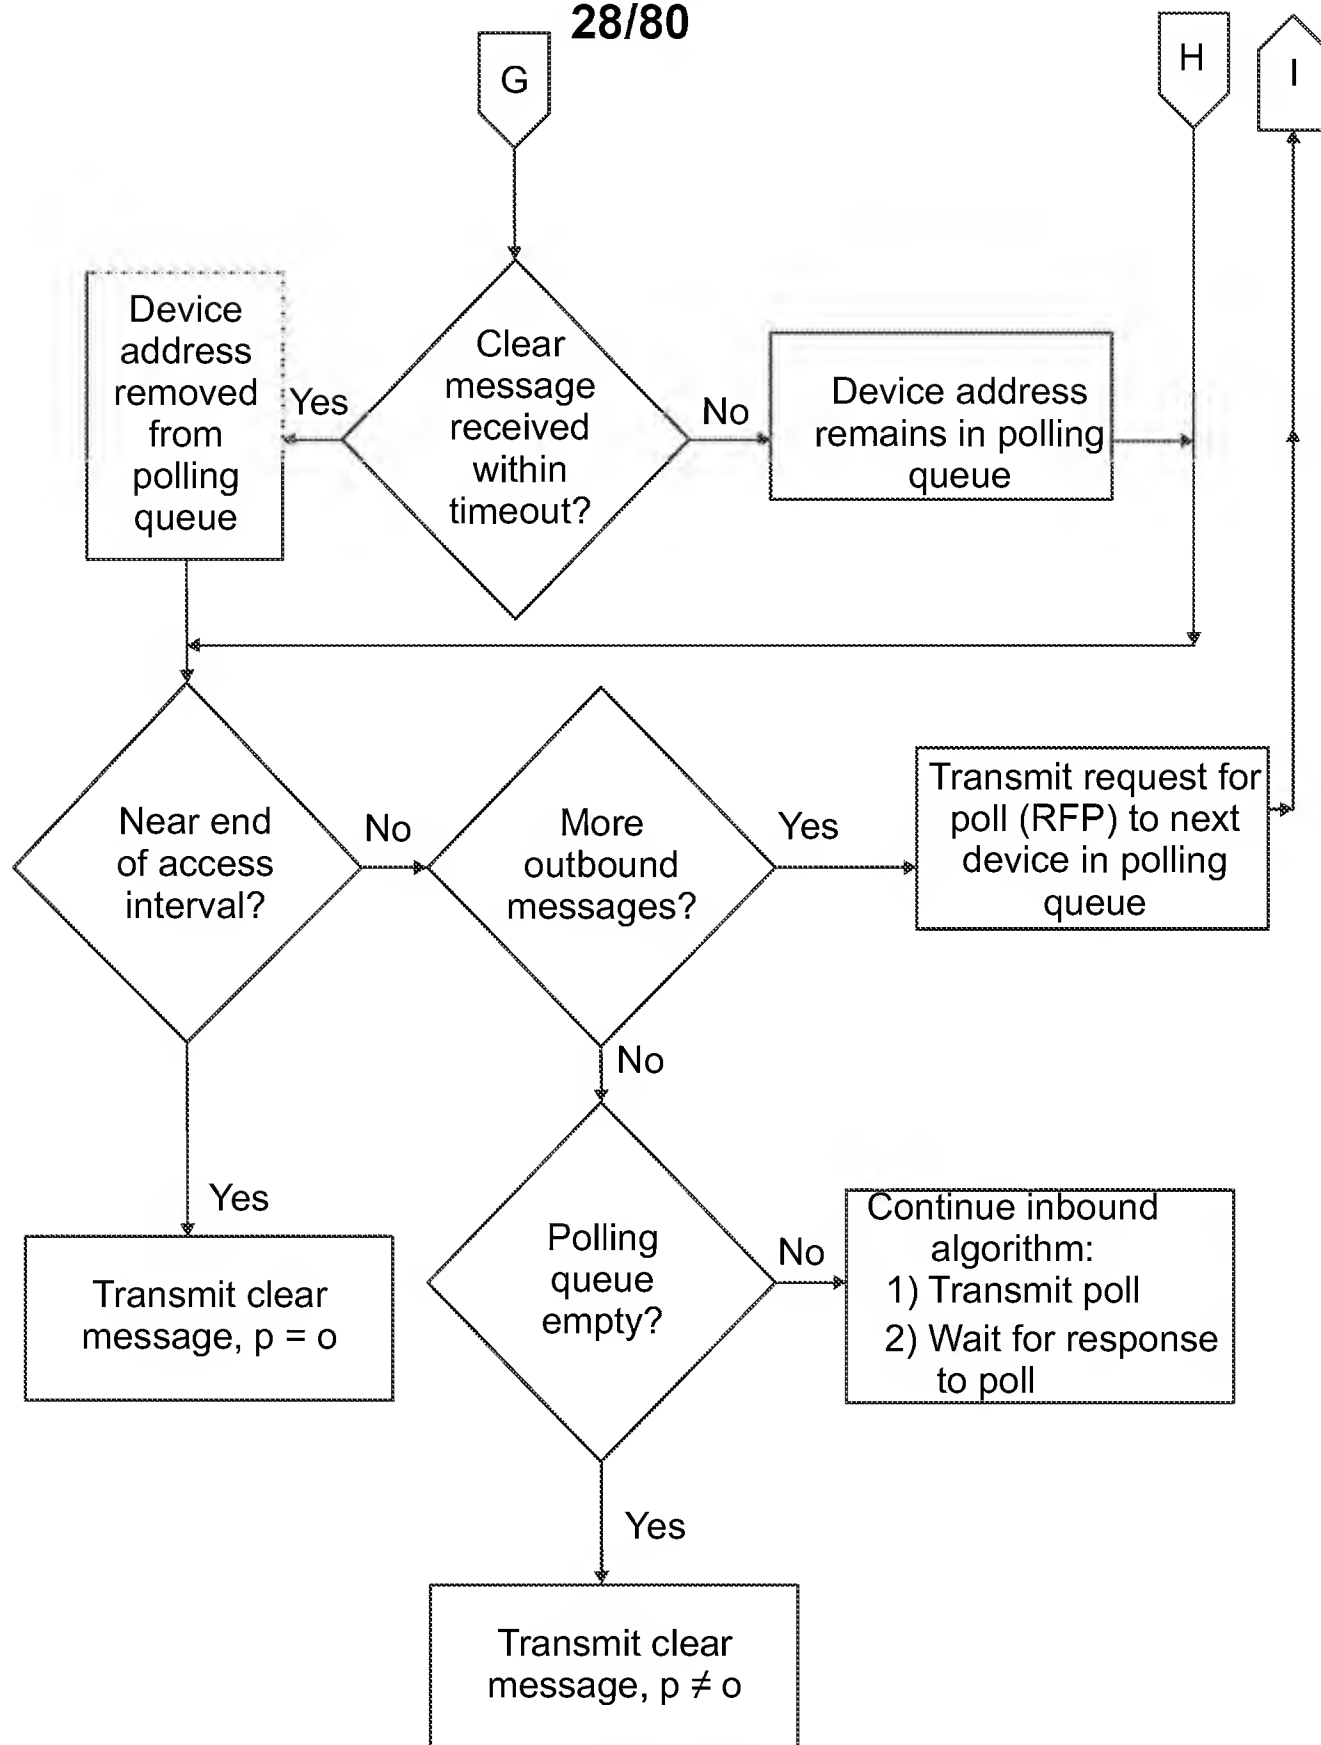 28/80
G
H
I
Device
address
removed
from
polling
queue
Yes
Clear
message
received
within
timeout?
No
Device address
remains in polling
queue
Near end
of access
interval?
No
More
outbound
messages?
Yes
Transmit request for
poll (RFP) to next
device in polling
queue
No
Yes
Transmit clear
message, p = o
Polling
queue
empty?
No
Continue inbound
algorithm:
1) Transmit poll
2) Wait for response
to poll
Yes
Transmit clear
message, p ≠ o